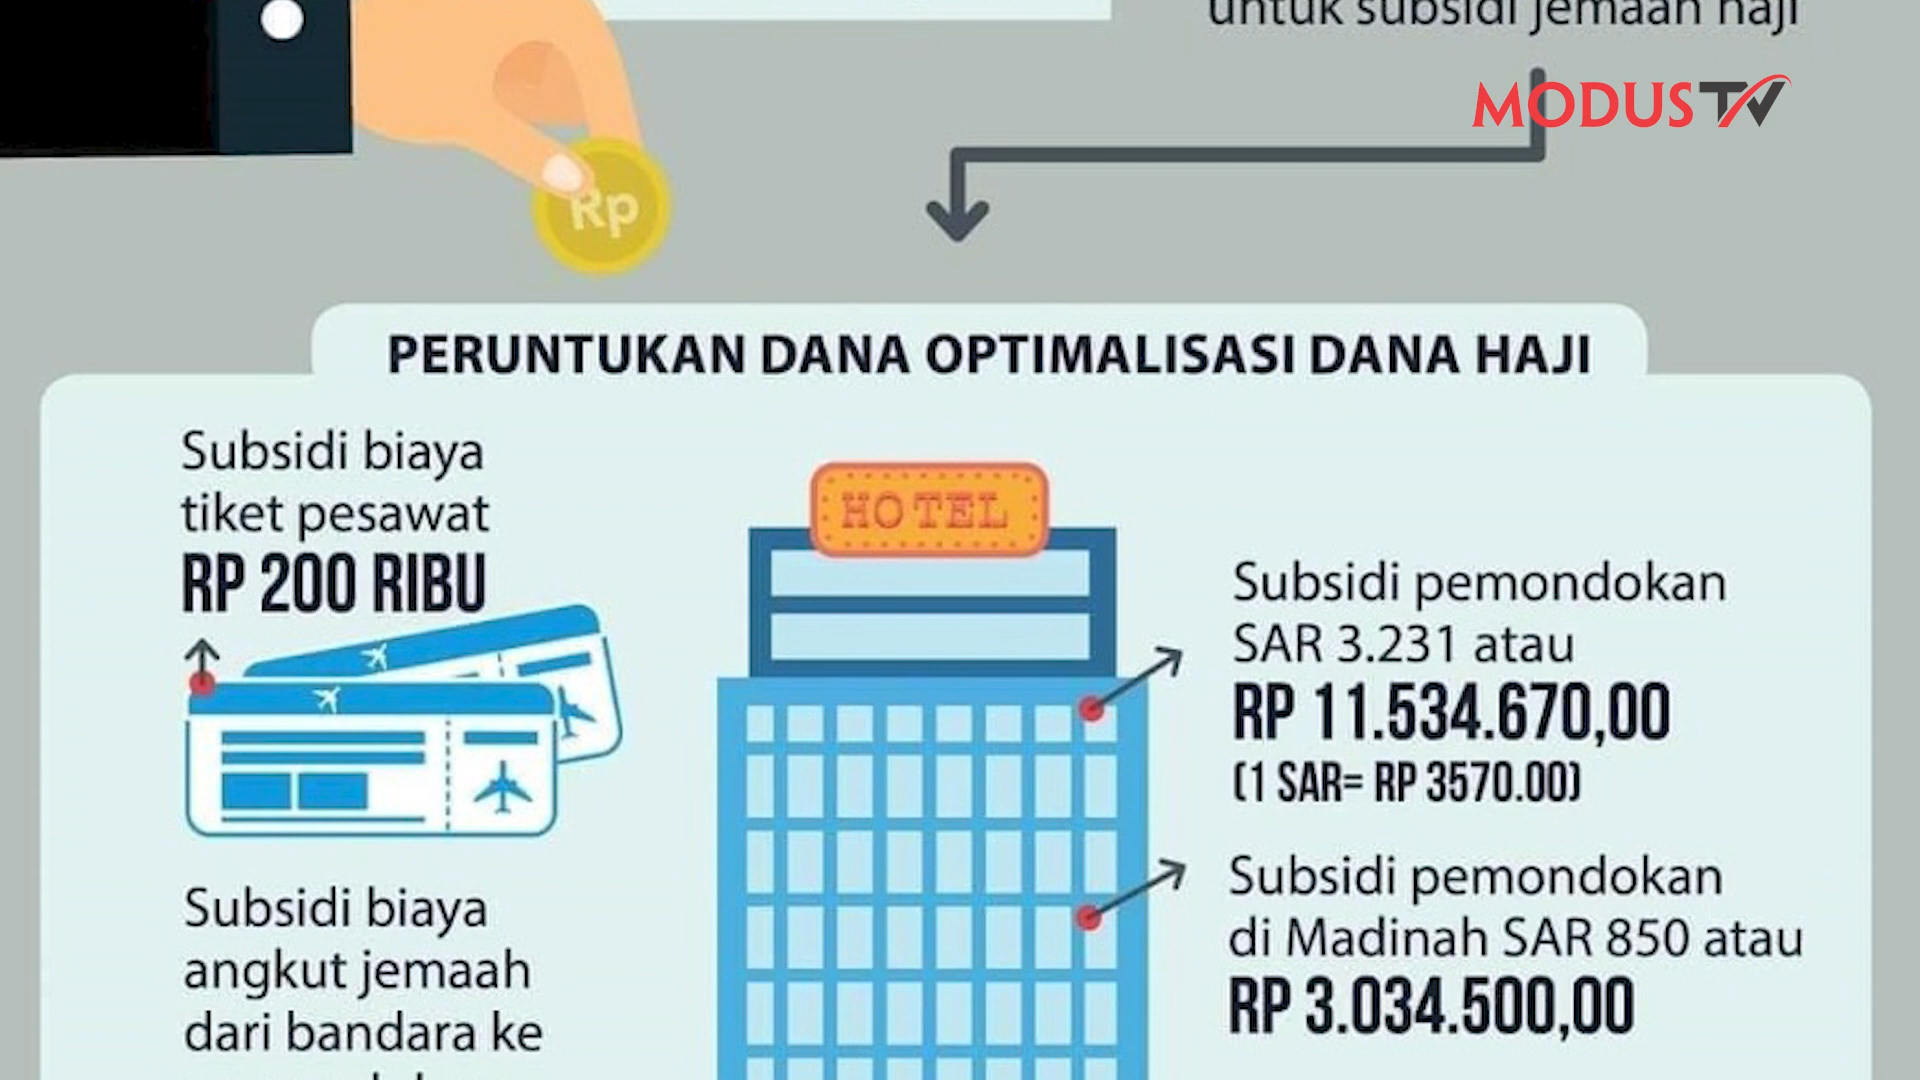 untuk subsidi jemaah haji
MODUS TV
Rp
PERUNTUKAN DANA OPTIMALISASI DANA HAJI
Subsidi biaya
tiket pesawat
RP 200 RIBU
HOTEL
Subsidi pemondokan
SAR 3.231 atau
RP 11.534.670,00
(1 SAR= RP 3570.00)
Subsidi pemondokan
di Madinah SAR 850 atau
RP 3.034.500,00
Subsidi biaya
angkut jemaah
dari bandara ke